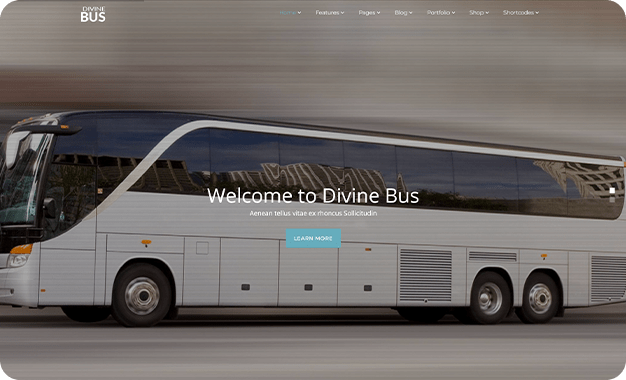 DIVINE
BUS
Home Features Pages Blog Portfolio Shop Shortcodes
Welcome to Divine Bus
Aenean tellus vitae ex rhoncus Sollicitudin
LEARN MORE